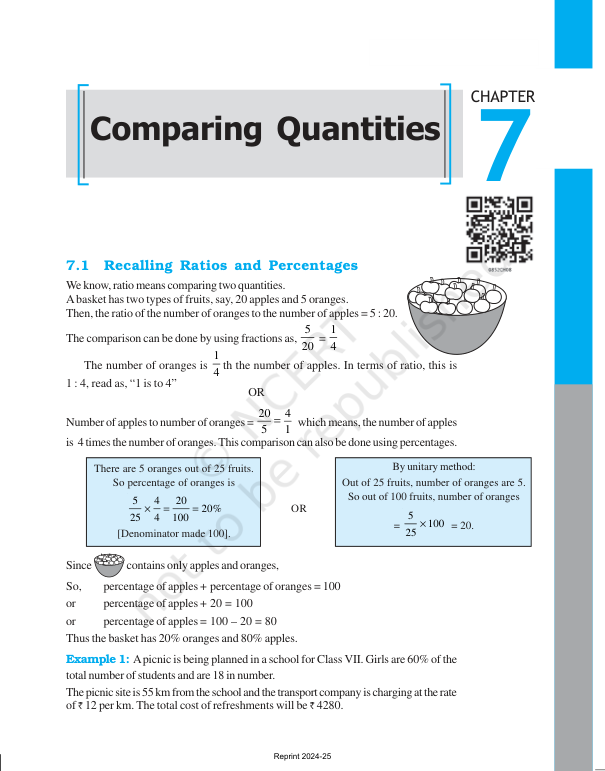 CHAPTER
7
Comparing Quantities
7.1 Recalling Ratios and Percentages
We know, ratio means comparing two quantities.
A basket has two types of fruits, say, 20 apples and 5 oranges.
Then, the ratio of the number of oranges to the number of apples = 5 : 20.
The comparison can be done by using fractions as, 5/20 = 1/4
The number of oranges is 1/4 th the number of apples. In terms of ratio, this is
1 : 4, read as, “1 is to 4”
OR
Number of apples to number of oranges = 20/5 = 4/1 which means, the number of apples
is 4 times the number of oranges. This comparison can also be done using percentages.
There are 5 oranges out of 25 fruits.
So percentage of oranges is
5/25 × 4/4 = 20/100 = 20%
[Denominator made 100].
OR
By unitary method:
Out of 25 fruits, number of oranges are 5.
So out of 100 fruits, number of oranges
= 5/25 × 100 = 20.
Since contains only apples and oranges,
So, percentage of apples + percentage of oranges = 100
or percentage of apples + 20 = 100
or percentage of apples = 100 – 20 = 80
Thus the basket has 20% oranges and 80% apples.
Example 1: A picnic is being planned in a school for Class VII. Girls are 60% of the
total number of students and are 18 in number.
The picnic site is 55 km from the school and the transport company is charging at the rate
of ₹ 12 per km. The total cost of refreshments will be ₹ 4280.
© NCERT
not to be republished
Reprint 2024-25